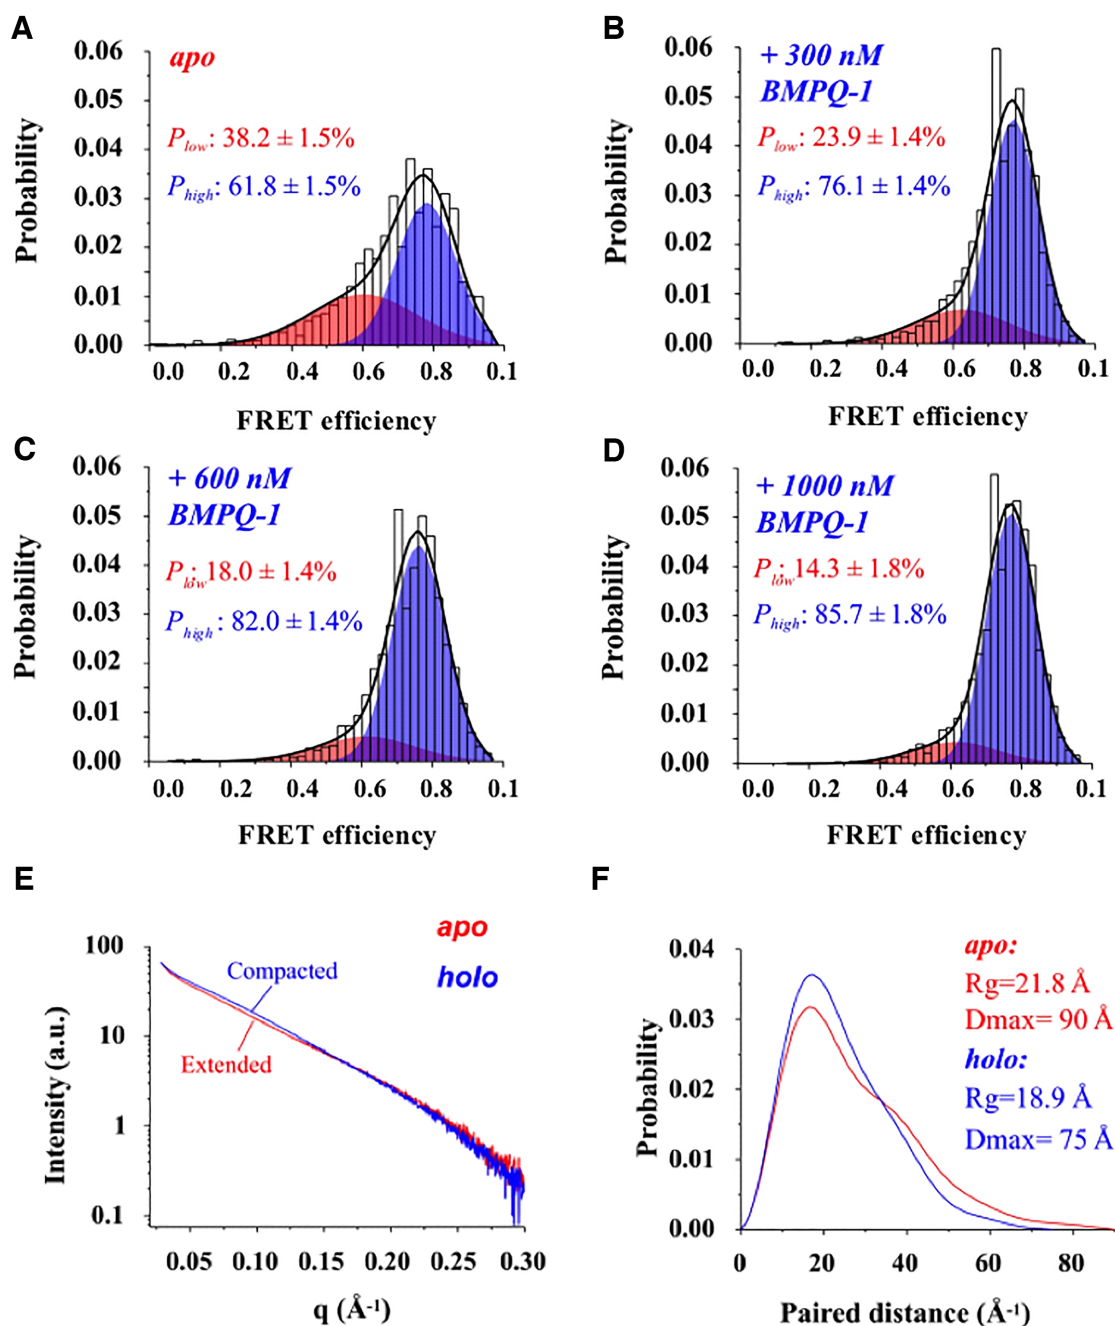 A
apo
P_low: 38.2 ± 1.5%
P_high: 61.8 ± 1.5%
Probability
0.06
0.05
0.04
0.03
0.02
0.01
0.00
0.0 0.2 0.4 0.6 0.8 0.1
FRET efficiency
B
+ 300 nM
BMPQ-1
P_low: 23.9 ± 1.4%
P_high: 76.1 ± 1.4%
Probability
0.06
0.05
0.04
0.03
0.02
0.01
0.00
0.0 0.2 0.4 0.6 0.8 0.1
FRET efficiency
C
+ 600 nM
BMPQ-1
P_low: 18.0 ± 1.4%
P_high: 82.0 ± 1.4%
Probability
0.06
0.05
0.04
0.03
0.02
0.01
0.00
0.0 0.2 0.4 0.6 0.8 0.1
FRET efficiency
D
+ 1000 nM
BMPQ-1
P_low: 14.3 ± 1.8%
P_high: 85.7 ± 1.8%
Probability
0.06
0.05
0.04
0.03
0.02
0.01
0.00
0.0 0.2 0.4 0.6 0.8 0.1
FRET efficiency
E
apo
holo
Compacted
Extended
Intensity (a.u.)
100
10
1
0.1
0.05 0.10 0.15 0.20 0.25 0.30
q (Å-1)
F
apo:
Rg=21.8 Å
Dmax= 90 Å
holo:
Rg=18.9 Å
Dmax= 75 Å
Probability
0.04
0.03
0.02
0.01
0.00
0 20 40 60 80
Paired distance (Å-1)